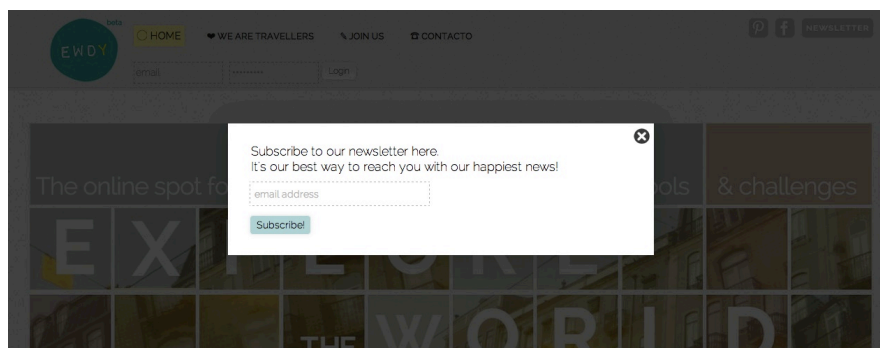 beta
EWDY
HOME
WE ARE TRAVELLERS
JOIN US
CONTACTO
NEWSLETTER
email
Login
Subscribe to our newsletter here.
It's our best way to reach you with our happiest news!
email address
Subscribe!
The online spot fo
ols
& challenges
EXPLORE
THE WORLD